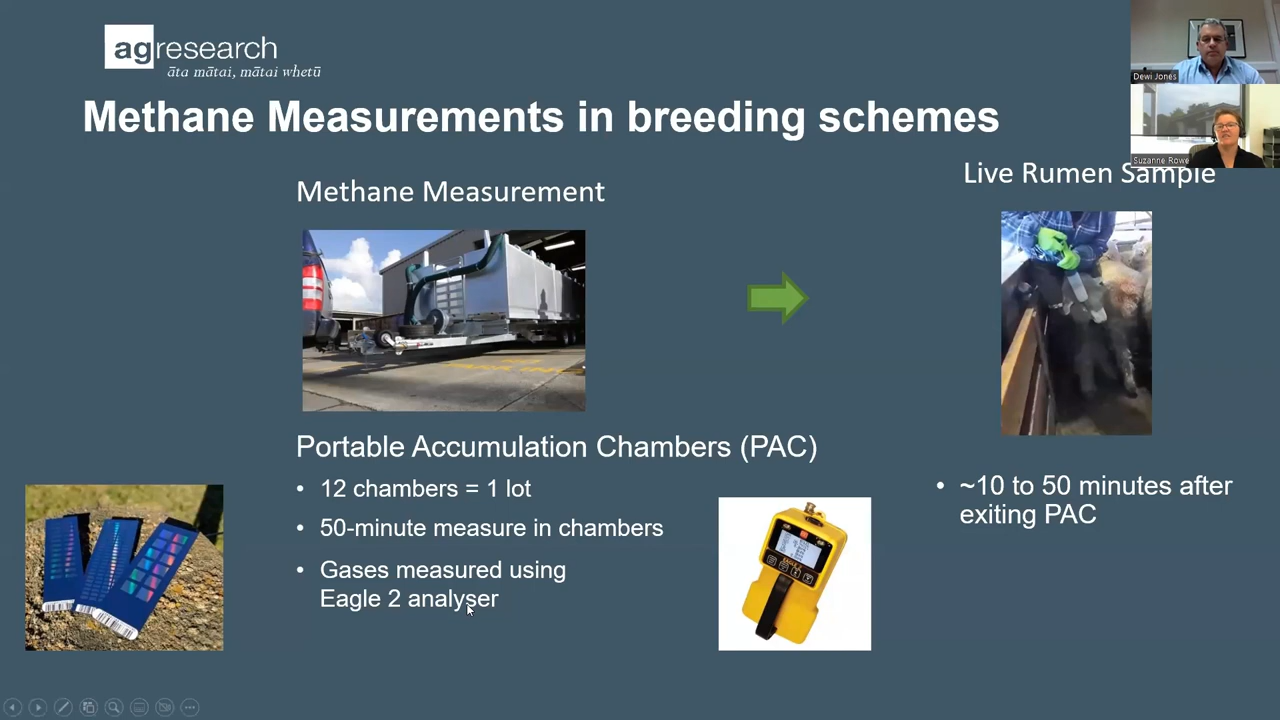 agresearch
āta mātai, mātai whetū
Methane Measurements in breeding schemes
Dewi Jones
Suzanne Rowe
Methane Measurement
Live Rumen Sample
Portable Accumulation Chambers (PAC)
• 12 chambers = 1 lot
• 50-minute measure in chambers
• Gases measured using
Eagle 2 analyser
• ~10 to 50 minutes after
exiting PAC